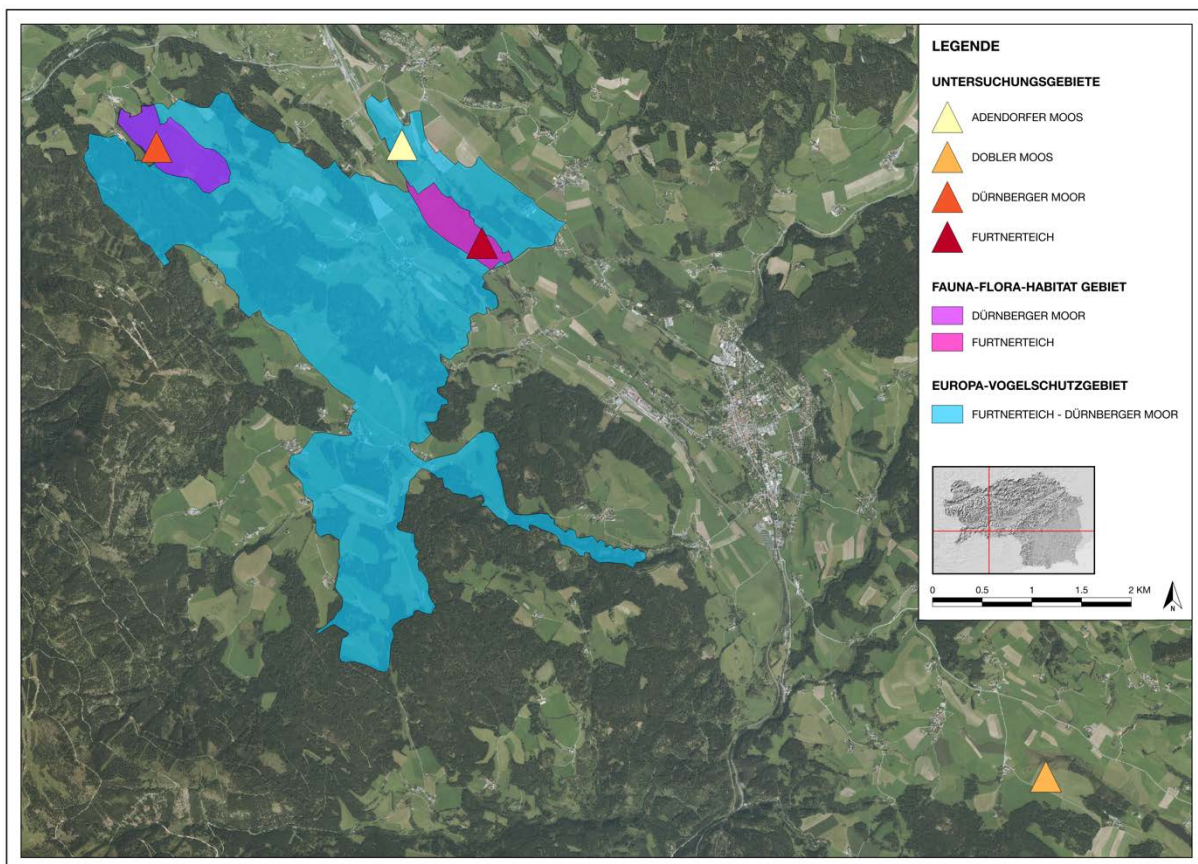 LEGENDE
UNTERSUCHUNGSGEBIETE
ADENDORFER MOOS
DOBLER MOOS
DÜRNBERGER MOOR
FURTNERTEICH
FAUNA-FLORA-HABITAT GEBIET
DÜRNBERGER MOOR
FURTNERTEICH
EUROPA-VOGELSCHUTZGEBIET
FURTNERTEICH - DÜRNBERGER MOOR
0 0.5 1 1.5 2 KM
N